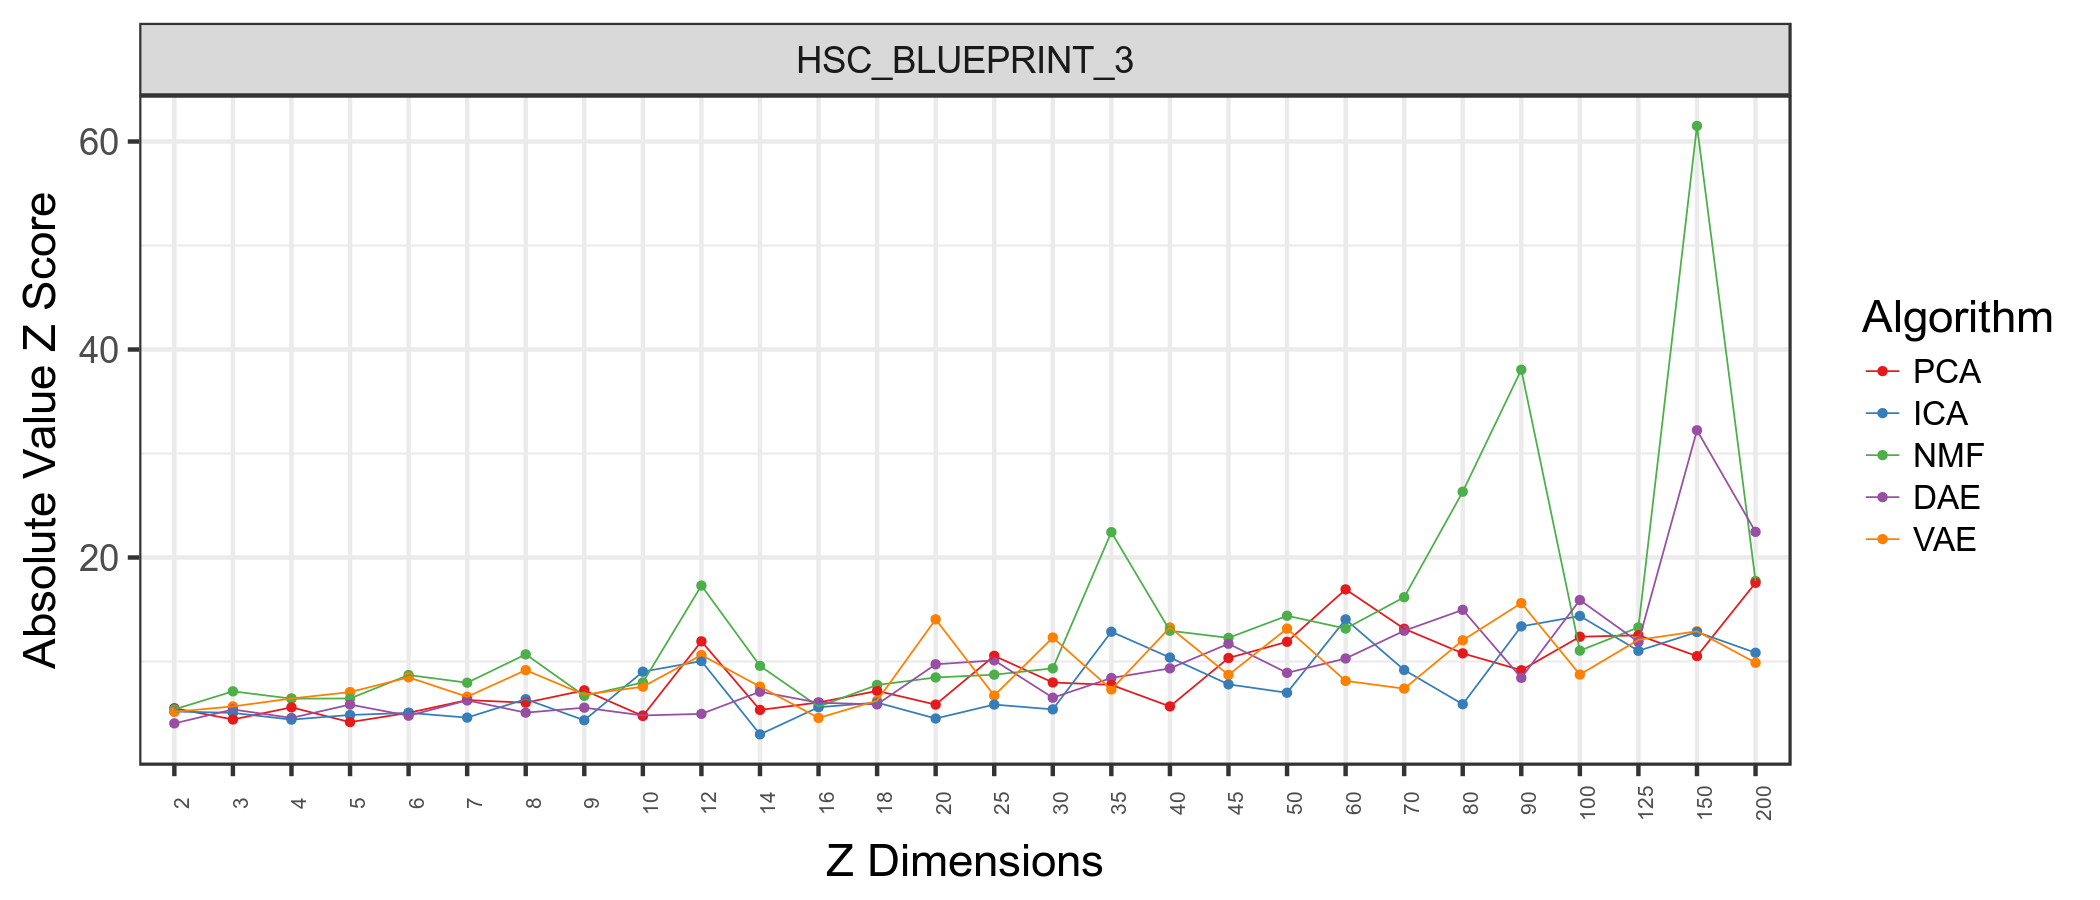 HSC_BLUEPRINT_3
Absolute Value Z Score
60
40
20
2 3 4 5 6 7 8 9 10 12 14 16 18 20 25 30 35 40 45 50 60 70 80 90 100 125 150 200
Z Dimensions
Algorithm
PCA
ICA
NMF
DAE
VAE